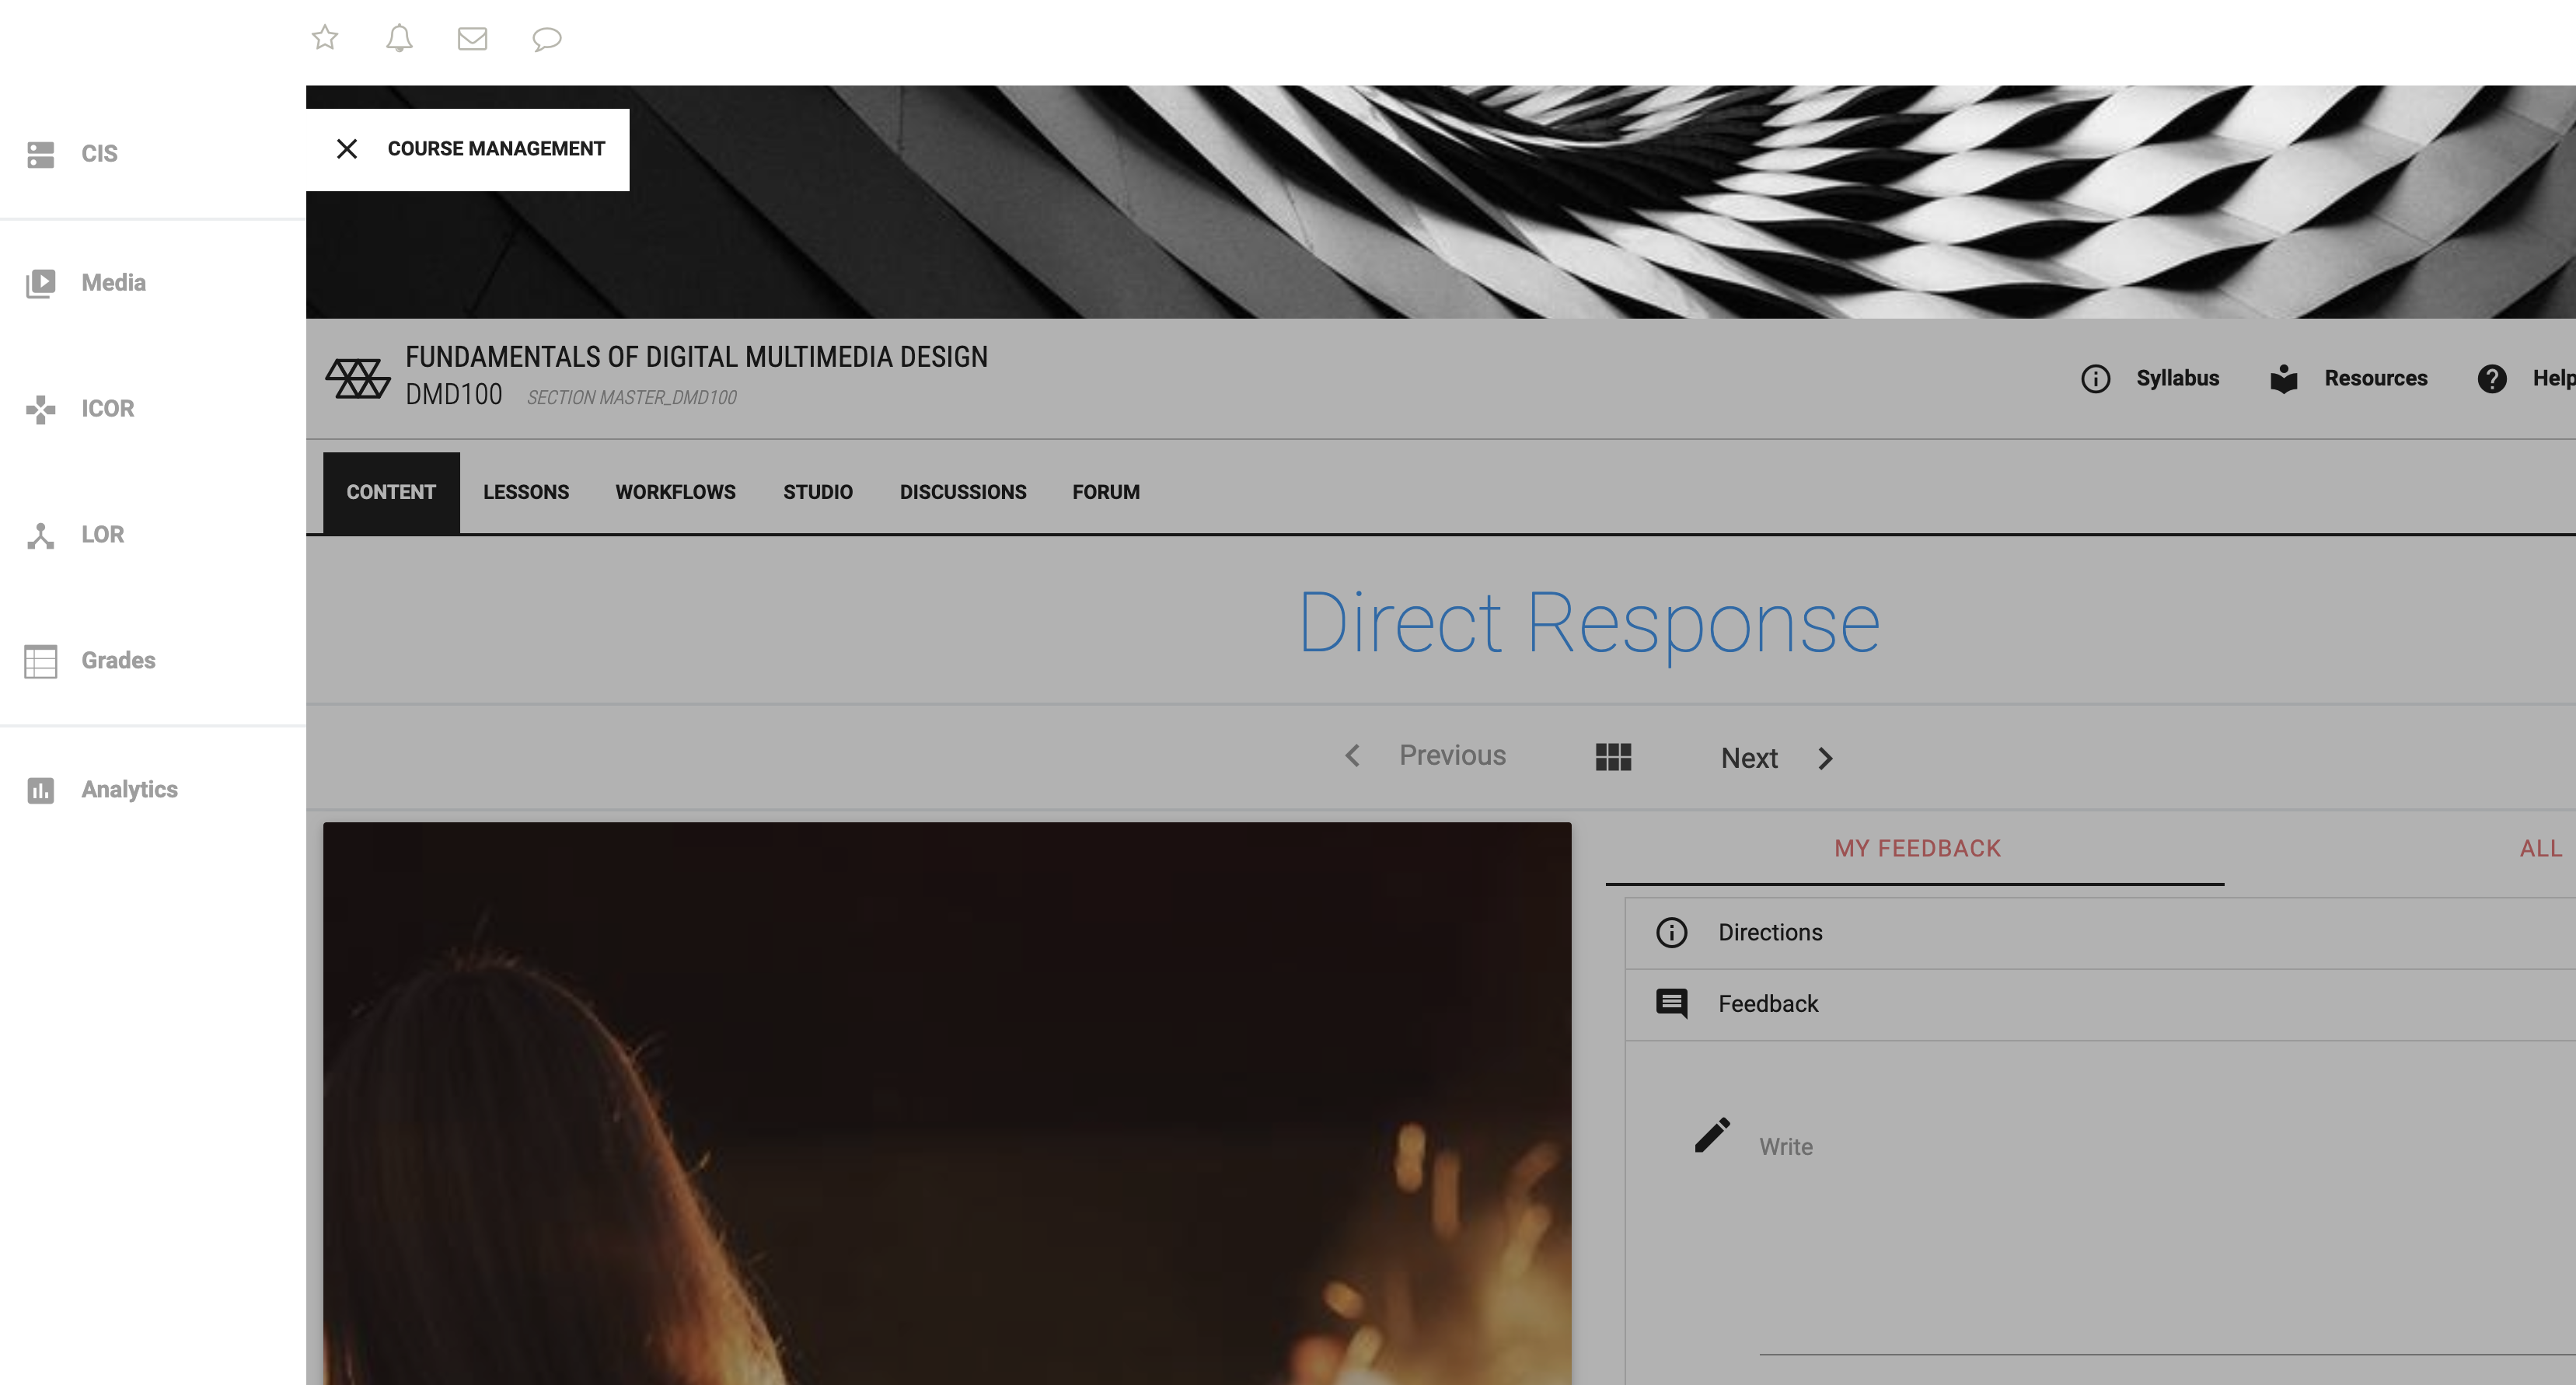 COURSE MANAGEMENT
CIS
Media
ICOR
LOR
Grades
Analytics
FUNDAMENTALS OF DIGITAL MULTIMEDIA DESIGN
DMD100 SECTION MASTER_DMD100
Syllabus Resources Help
CONTENT LESSONS WORKFLOWS STUDIO DISCUSSIONS FORUM
Direct Response
Previous Next
MY FEEDBACK ALL
Directions
Feedback
Write